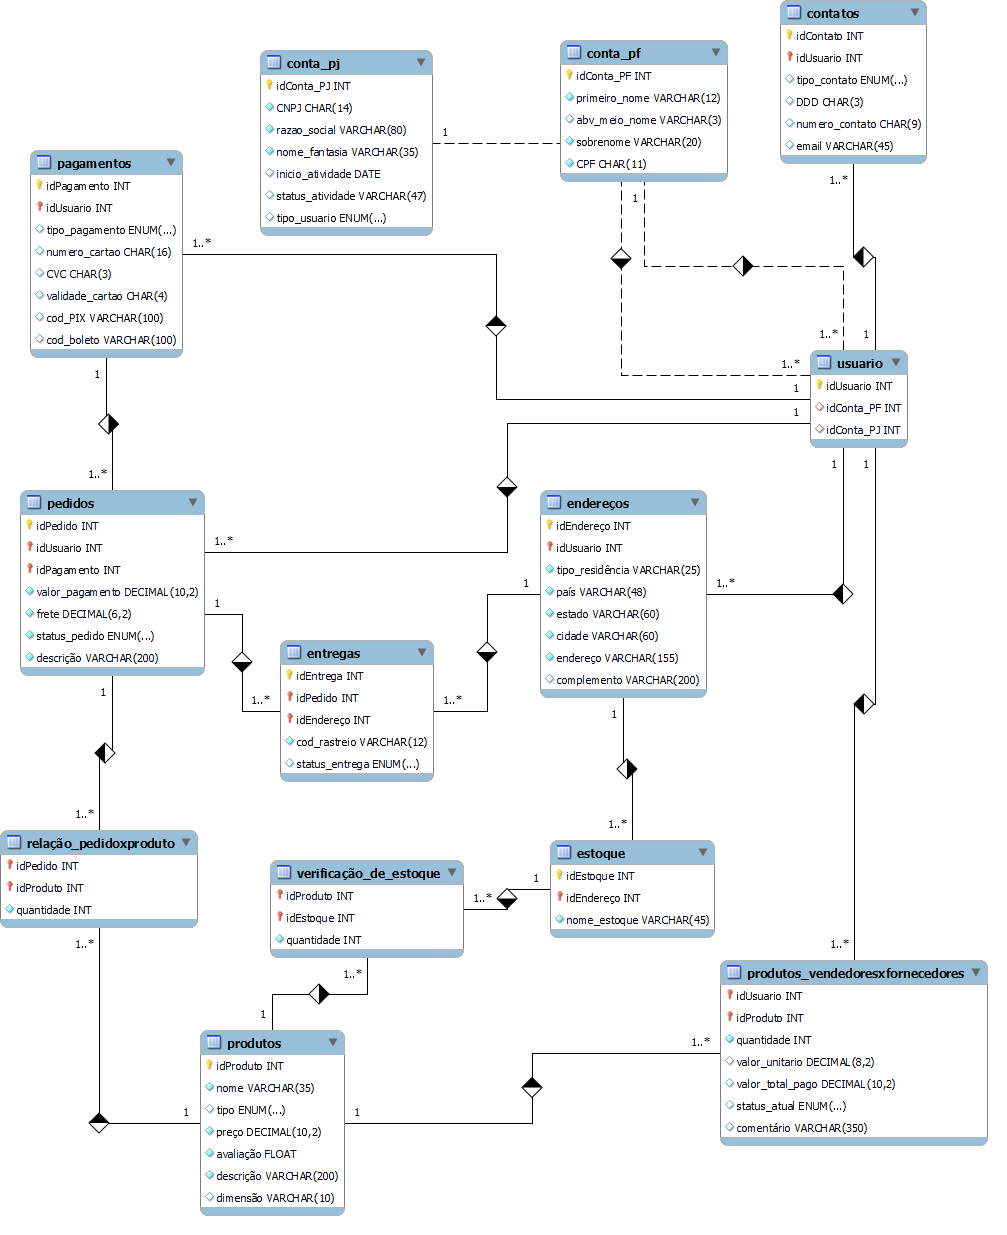 contatos
idContato INT
idUsuario INT
tipo_contato ENUM(...)
DDD CHAR(3)
numero_contato CHAR(9)
email VARCHAR(45)
1..*
1
conta_pj
idConta_PJ INT
CNPJ CHAR(14)
razao_social VARCHAR(80)
nome_fantasia VARCHAR(35)
inicio_atividade DATE
status_atividade VARCHAR(47)
tipo_usuario ENUM(...)
1
conta_pf
idConta_PF INT
primeiro_nome VARCHAR(12)
abv_meio_nome VARCHAR(3)
sobrenome VARCHAR(20)
CPF CHAR(11)
1
1..*
1..*
pagamentos
idPagamento INT
idUsuario INT
tipo_pagamento ENUM(...)
numero_cartao CHAR(16)
CVC CHAR(3)
validade_cartao CHAR(4)
cod_PIX VARCHAR(100)
cod_boleto VARCHAR(100)
1..*
1
1
1..*
usuario
idUsuario INT
idConta_PF INT
idConta_PJ INT
1
1
1
pedidos
idPedido INT
idUsuario INT
idPagamento INT
valor_pagamento DECIMAL(10,2)
frete DECIMAL(6,2)
status_pedido ENUM(...)
descrição VARCHAR(200)
1..*
1
1
endereços
idEndereço INT
idUsuario INT
tipo_residência VARCHAR(25)
país VARCHAR(48)
estado VARCHAR(60)
cidade VARCHAR(60)
endereço VARCHAR(155)
complemento VARCHAR(200)
1..*
1
1
entregas
idEntrega INT
idPedido INT
idEndereço INT
cod_rastreio VARCHAR(12)
status_entrega ENUM(...)
1..*
1..*
1..*
relação_pedidoxproduto
idPedido INT
idProduto INT
quantidade INT
1..*
verificação_de_estoque
idProduto INT
idEstoque INT
quantidade INT
1..*
1..*
1..*
estoque
idEstoque INT
idEndereço INT
nome_estoque VARCHAR(45)
1
1..*
produtos_vendedoresxfornecedores
idUsuario INT
idProduto INT
quantidade INT
valor_unitario DECIMAL(8,2)
valor_total_pago DECIMAL(10,2)
status_atual ENUM(...)
comentário VARCHAR(350)
1..*
1
produtos
idProduto INT
nome VARCHAR(35)
tipo ENUM(...)
preço DECIMAL(10,2)
avaliação FLOAT
descrição VARCHAR(200)
dimensão VARCHAR(10)
1
1